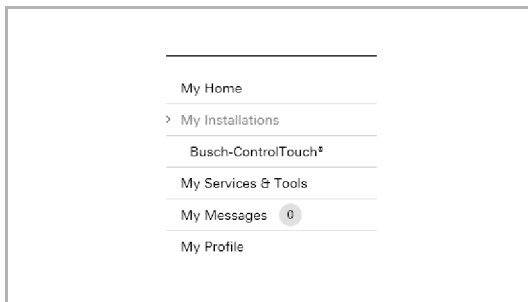 My Home
> My Installations
Busch-ControlTouch®
My Services & Tools
My Messages 0
My Profile